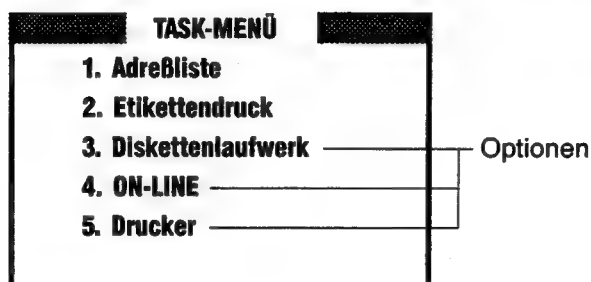 TASK-MENÜ
1. Adreßliste
2. Etikettendruck
3. Diskettenlaufwerk Optionen
4. ON-LINE
5. Drucker